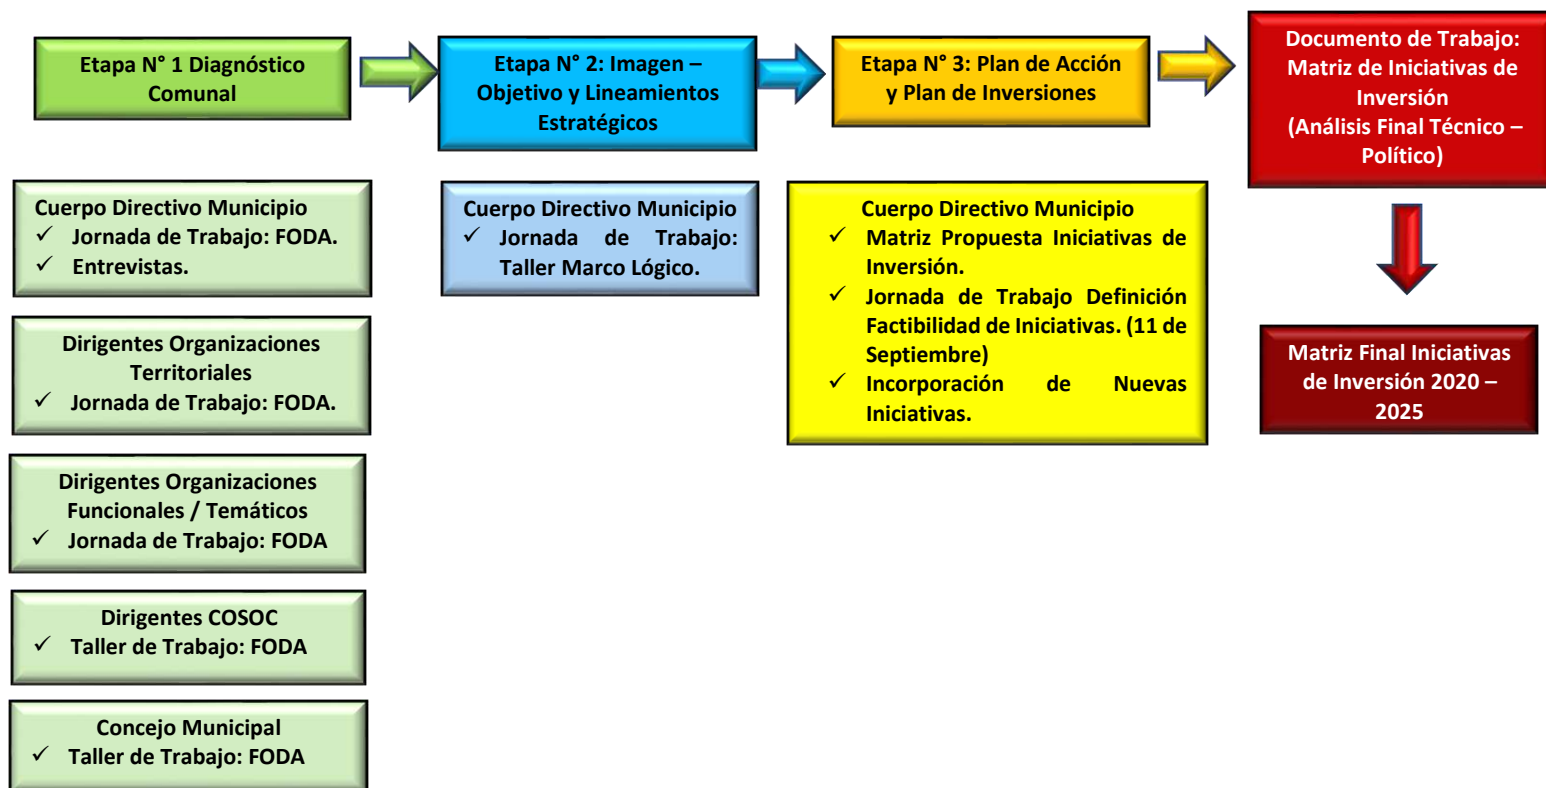 Etapa N° 1 Diagnóstico
Comunal
Etapa N° 2: Imagen –
Objetivo y Lineamientos
Estratégicos
Etapa N° 3: Plan de Acción
y Plan de Inversiones
Documento de Trabajo:
Matriz de Iniciativas de
Inversión
(Análisis Final Técnico –
Político)
Cuerpo Directivo Municipio
✓ Jornada de Trabajo: FODA.
✓ Entrevistas.
Dirigentes Organizaciones
Territoriales
✓ Jornada de Trabajo: FODA.
Dirigentes Organizaciones
Funcionales / Temáticos
✓ Jornada de Trabajo: FODA
Dirigentes COSOC
✓ Taller de Trabajo: FODA
Concejo Municipal
✓ Taller de Trabajo: FODA
Cuerpo Directivo Municipio
✓ Jornada de Trabajo:
Taller Marco Lógico.
Cuerpo Directivo Municipio
✓ Matriz Propuesta Iniciativas de
Inversión.
✓ Jornada de Trabajo Definición
Factibilidad de Iniciativas. (11 de
Septiembre)
✓ Incorporación de Nuevas
Iniciativas.
Matriz Final Iniciativas
de Inversión 2020 –
2025